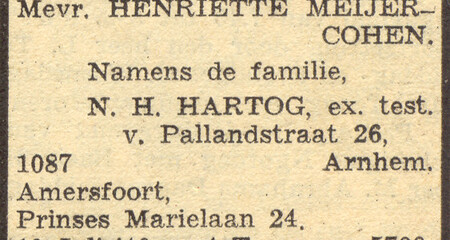 Mevr. HENRIETTE MEIJER-
COHEN.
Namens de familie,
N. H. HARTOG, ex. test.
v. Pallandstraat 26,
1087 Arnhem.
Amersfoort,
Prinses Marielaan 24.